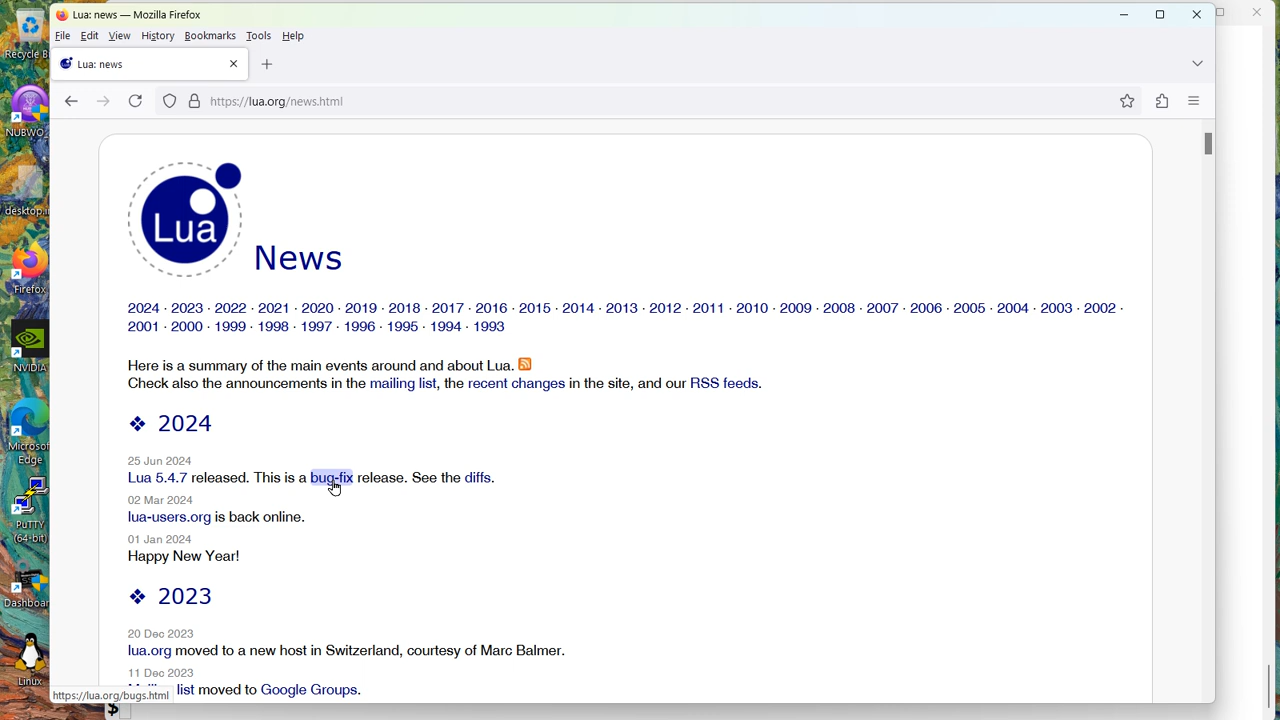 Lua: news — Mozilla Firefox
File Edit View History Bookmarks Tools Help
Lua: news
https://lua.org/news.html
Lua
News
2024 · 2023 · 2022 · 2021 · 2020 · 2019 · 2018 · 2017 · 2016 · 2015 · 2014 · 2013 · 2012 · 2011 · 2010 · 2009 · 2008 · 2007 · 2006 · 2005 · 2004 · 2003 · 2002 ·
2001 · 2000 · 1999 · 1998 · 1997 · 1996 · 1995 · 1994 · 1993
Here is a summary of the main events around and about Lua.
Check also the announcements in the mailing list, the recent changes in the site, and our RSS feeds.
❖ 2024
25 Jun 2024
Lua 5.4.7 released. This is a bug-fix release. See the diffs.
02 Mar 2024
lua-users.org is back online.
01 Jan 2024
Happy New Year!
❖ 2023
20 Dec 2023
lua.org moved to a new host in Switzerland, courtesy of Marc Balmer.
11 Dec 2023
list moved to Google Groups.
https://lua.org/bugs.html
$
Recycle B
NUBWO
desktop.i
Firefox
NVIDIA
Microsof
Edge
PuTTY
(64-bit)
Dashboar
Linux